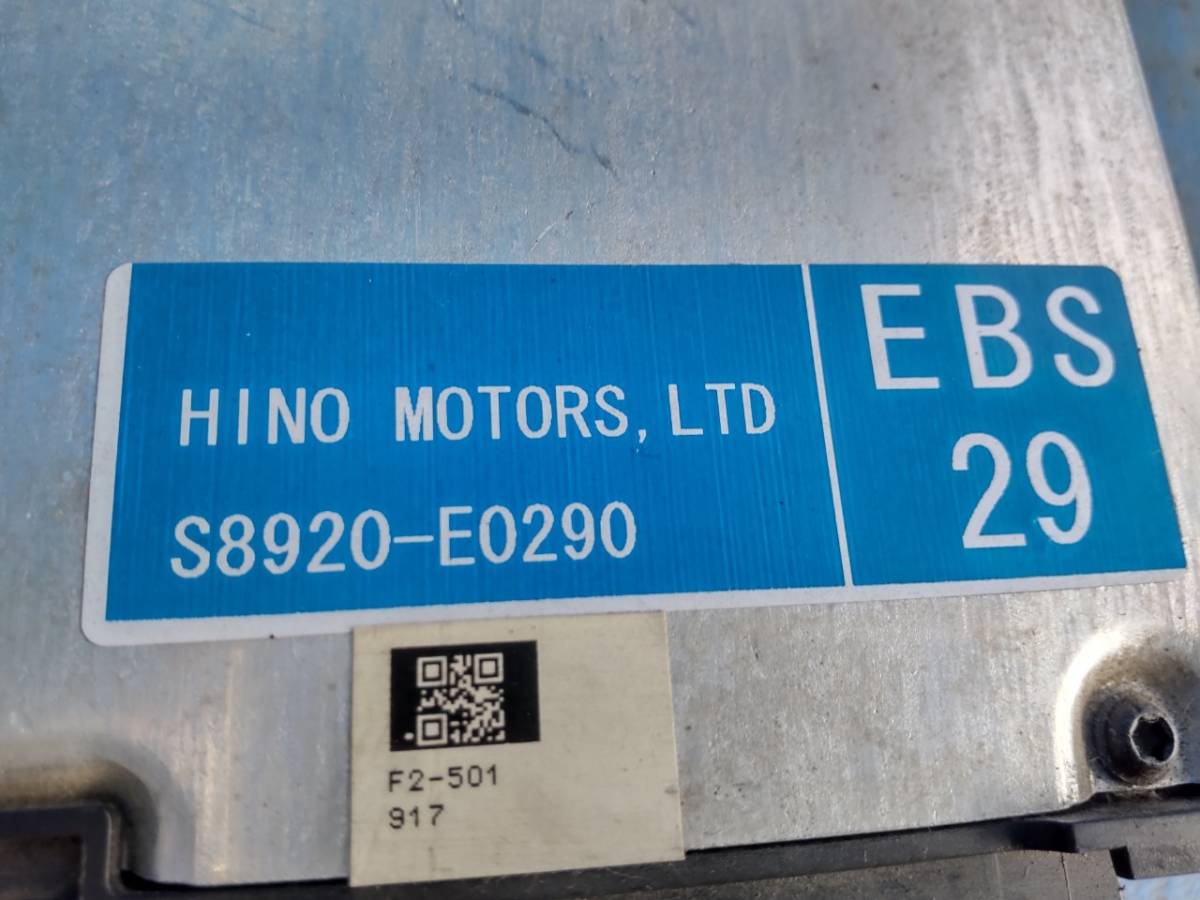 HINO MOTORS, LTD
S8920-E0290
EBS
29
F2-501
917